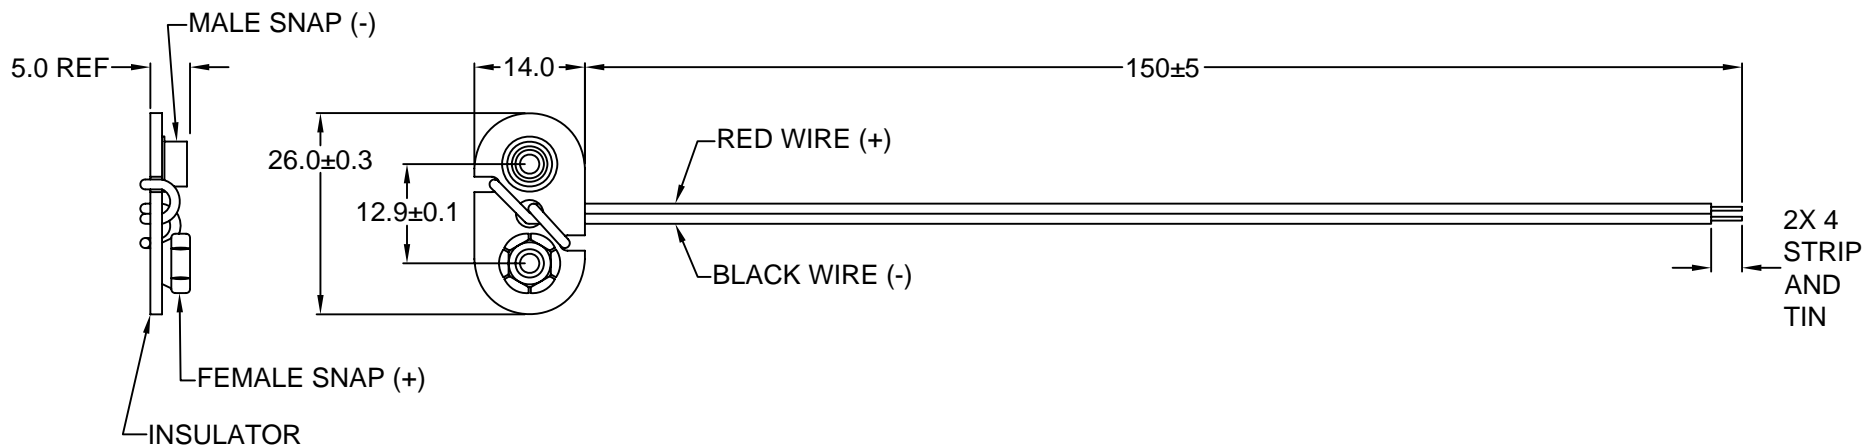 MALE SNAP (-)
5.0 REF
14.0
150±5
RED WIRE (+)
26.0±0.3
12.9±0.1
2X 4
STRIP
AND
TIN
BLACK WIRE (-)
FEMALE SNAP (+)
INSULATOR